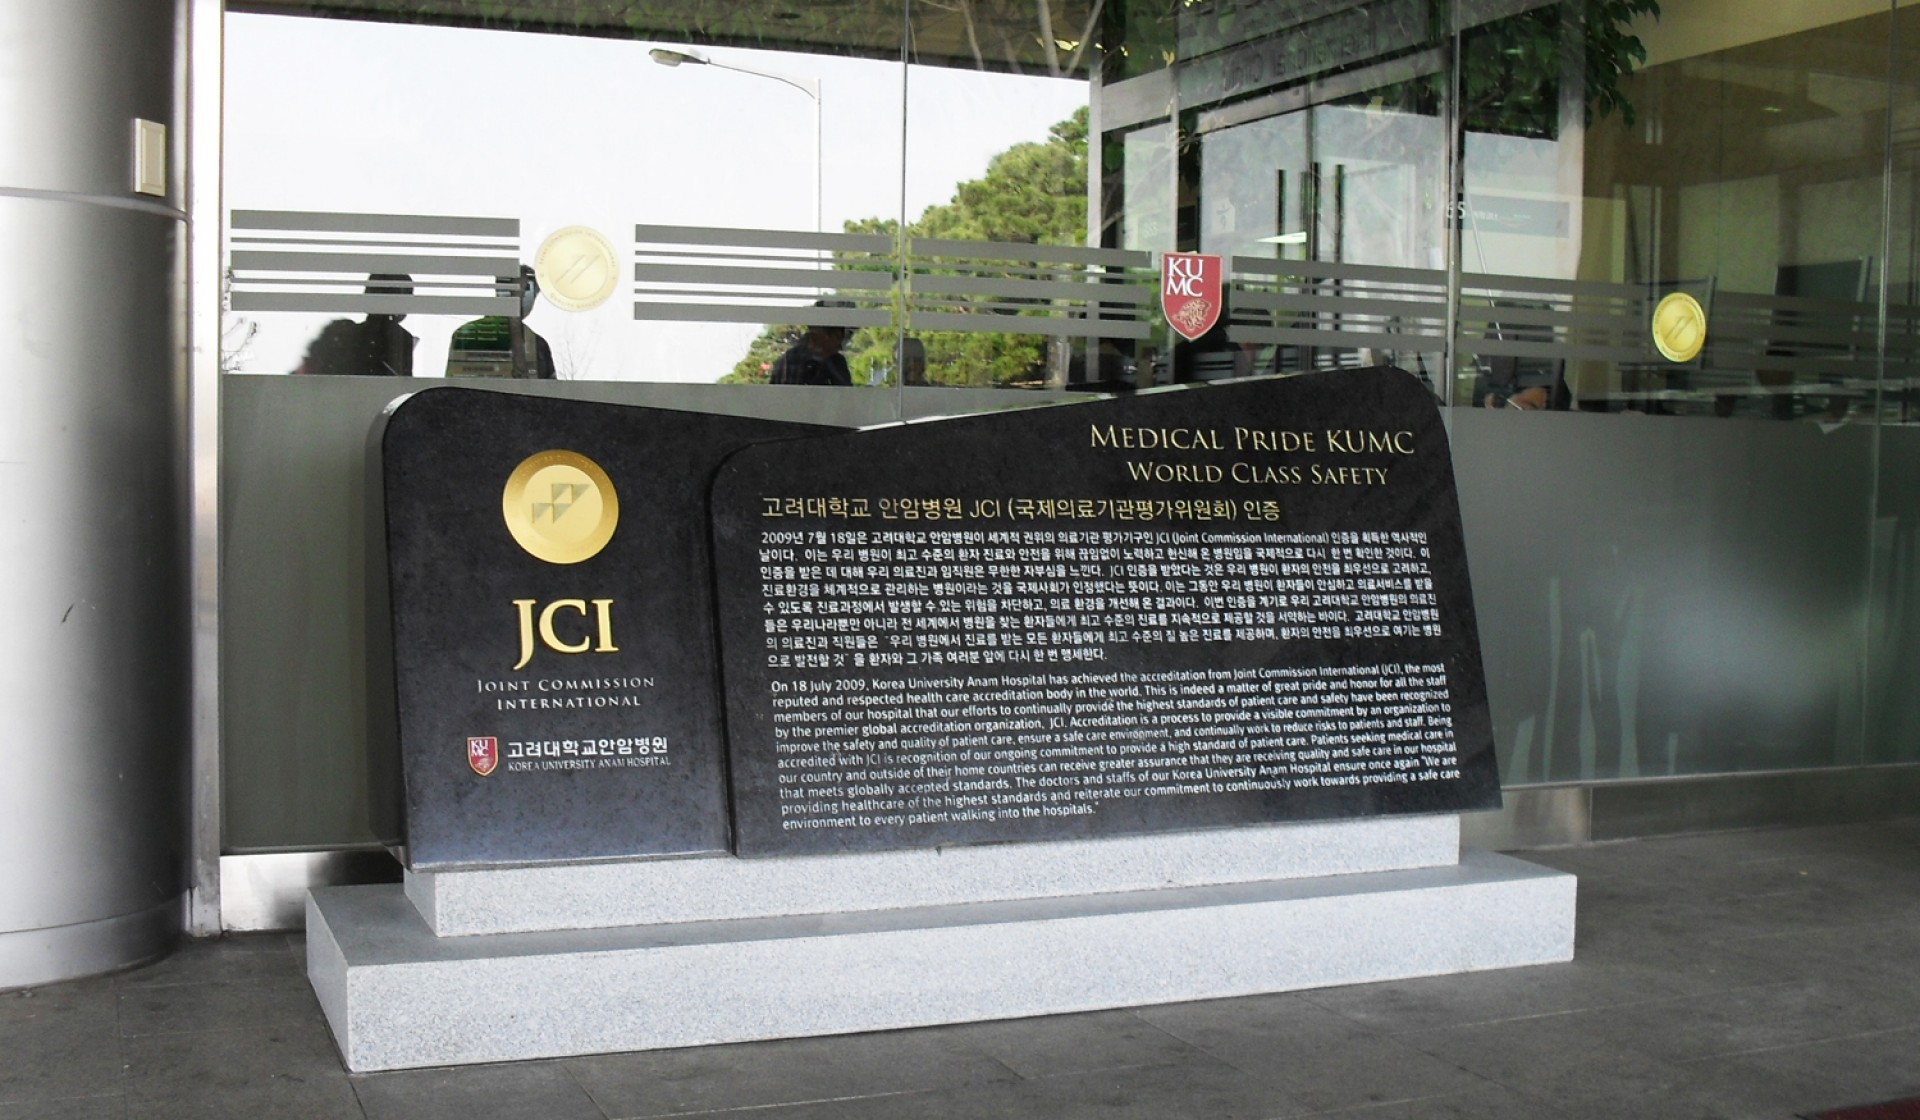 KU
MC
JCI
JOINT COMMISSION
INTERNATIONAL
KU
MC
고려대학교안암병원
KOREA UNIVERSITY ANAM HOSPITAL
MEDICAL PRIDE KUMC
WORLD CLASS SAFETY
고려대학교 안암병원 JCI (국제의료기관평가위원회) 인증
2009년 7월 18일은 고려대학교 안암병원이 세계적 권위의 의료기관 평가기구인 JCI (Joint Commission International) 인증을 획득한 역사적인
날이다. 이는 우리 병원이 최고 수준의 환자 진료와 안전을 위해 끊임없이 노력하고 헌신해 온 병원임을 국제적으로 다시 한 번 확인한 것이다. 이
인증을 받은 데 대해 우리 의료진과 임직원은 무한한 자부심을 느낀다. JCI 인증을 받았다는 것은 우리 병원이 환자의 안전을 최우선으로 고려하고,
진료환경을 체계적으로 관리하는 병원이라는 것을 국제사회가 인정했다는 뜻이다. 이는 그동안 우리 병원이 환자들이 안심하고 의료서비스를 받을
수 있도록 진료과정에서 발생할 수 있는 위험을 차단하고, 의료 환경을 개선해 온 결과이다. 이번 인증을 계기로 우리 고려대학교 안암병원의 의료진
들은 우리나라뿐만 아니라 전 세계에서 병원을 찾는 환자들에게 최고 수준의 진료를 지속적으로 제공할 것을 서약하는 바이다. 고려대학교 안암병원
의 의료진과 직원들은 "우리 병원에서 진료를 받는 모든 환자들에게 최고 수준의 질 높은 진료를 제공하며, 환자의 안전을 최우선으로 여기는 병원
으로 발전할 것" 을 환자와 그 가족 여러분 앞에 다시 한 번 맹세한다.
On 18 July 2009, Korea University Anam Hospital has achieved the accreditation from Joint Commission International (JCI), the most
reputed and respected health care accreditation body in the world. This is indeed a matter of great pride and honor for all the staff
members of our hospital that our efforts to continually provide the highest standards of patient care and safety have been recognized
by the premier global accreditation organization, JCI. Accreditation is a process to provide a visible commitment by an organization to
improve the safety and quality of patient care, ensure a safe care environment, and continually work to reduce risks to patients and staff. Being
accredited with JCI is recognition of our ongoing commitment to provide a high standard of patient care. Patients seeking medical care in
our country and outside of their home countries can receive greater assurance that they are receiving quality and safe care in our hospital
that meets globally accepted standards. The doctors and staffs of our Korea University Anam Hospital ensure once again "We are
providing healthcare of the highest standards and reiterate our commitment to continuously work towards providing a safe care
environment to every patient walking into the hospitals."